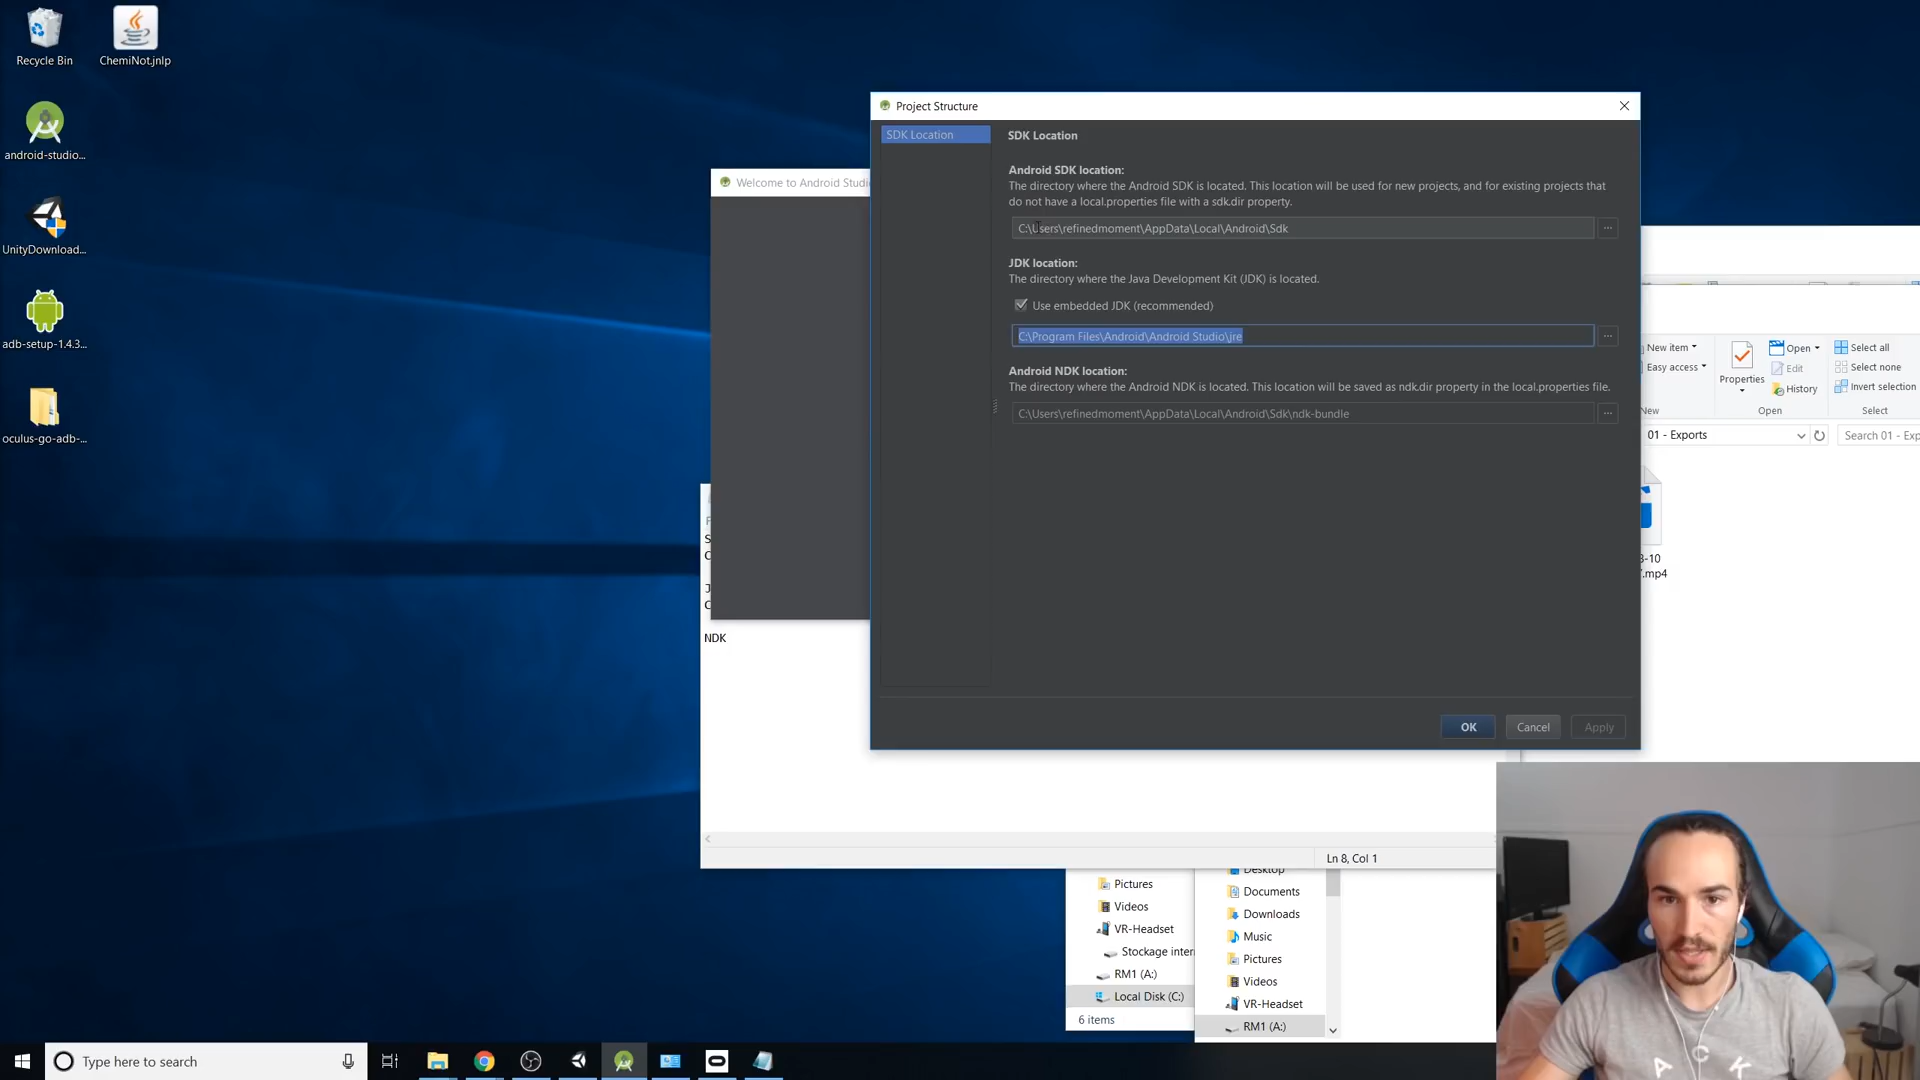 Recycle Bin
ChemiNot.jnlp
android-studio...
UnityDownload...
adb-setup-1.4.3...
oculus-go-adb-...
Welcome to Android Studi
Project Structure
SDK Location
SDK Location
Android SDK location:
The directory where the Android SDK is located. This location will be used for new projects, and for existing projects that
do not have a local.properties file with a sdk.dir property.
C:\Users\refinedmoment\AppData\Local\Android\Sdk
...
JDK location:
The directory where the Java Development Kit (JDK) is located.
Use embedded JDK (recommended)
C:\Program Files\Android\Android Studio\jre
...
Android NDK location:
The directory where the Android NDK is located. This location will be saved as ndk.dir property in the local.properties file.
C:\Users\refinedmoment\AppData\Local\Android\Sdk\ndk-bundle
...
OK
Cancel
Apply
S
C
J
C
NDK
Ln 8, Col 1
New item
Easy access
New
Properties
Open
Edit
History
Open
Select all
Select none
Invert selection
Select
01 - Exports
Search 01 - Exp
-10
.mp4
Pictures
Videos
VR-Headset
Stockage inter
RM1 (A:)
Local Disk (C:)
6 items
Desktop
Documents
Downloads
Music
Pictures
Videos
VR-Headset
RM1 (A:)
Type here to search
A C K